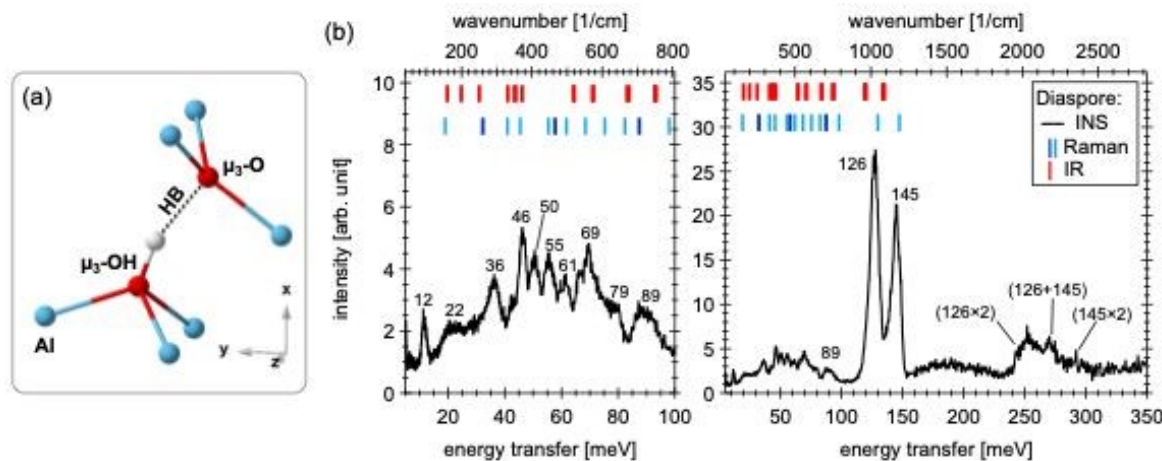 (a)
μ₃-O
HB
μ₃-OH
Al
x
y
z
(b)
wavenumber [1/cm]
200 400 600 800
10
8
6
4
2
0
intensity [arb. unit]
12
22
36
46
50
55
61
69
79
89
20 40 60 80 100
energy transfer [meV]
wavenumber [1/cm]
500 1000 1500 2000 2500
35
30
25
20
15
10
5
0
Diaspore:
INS
Raman
IR
126
145
89
(126×2)
(126+145)
(145×2)
50 100 150 200 250 300 350
energy transfer [meV]